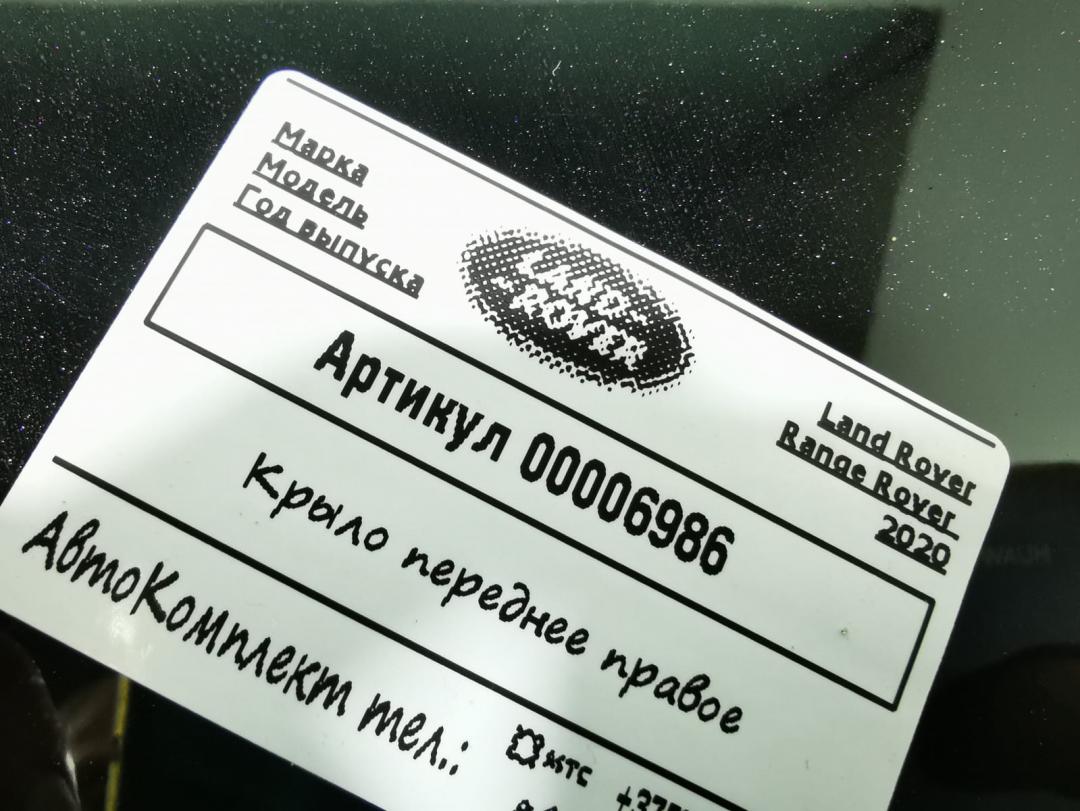 Марка
Модель
Год выпуска
LAND
ROVER
Land Rover
Range Rover
2020
Артикул 00006986
Крыло переднее правое
АвтоКомплект тел.:
мтс